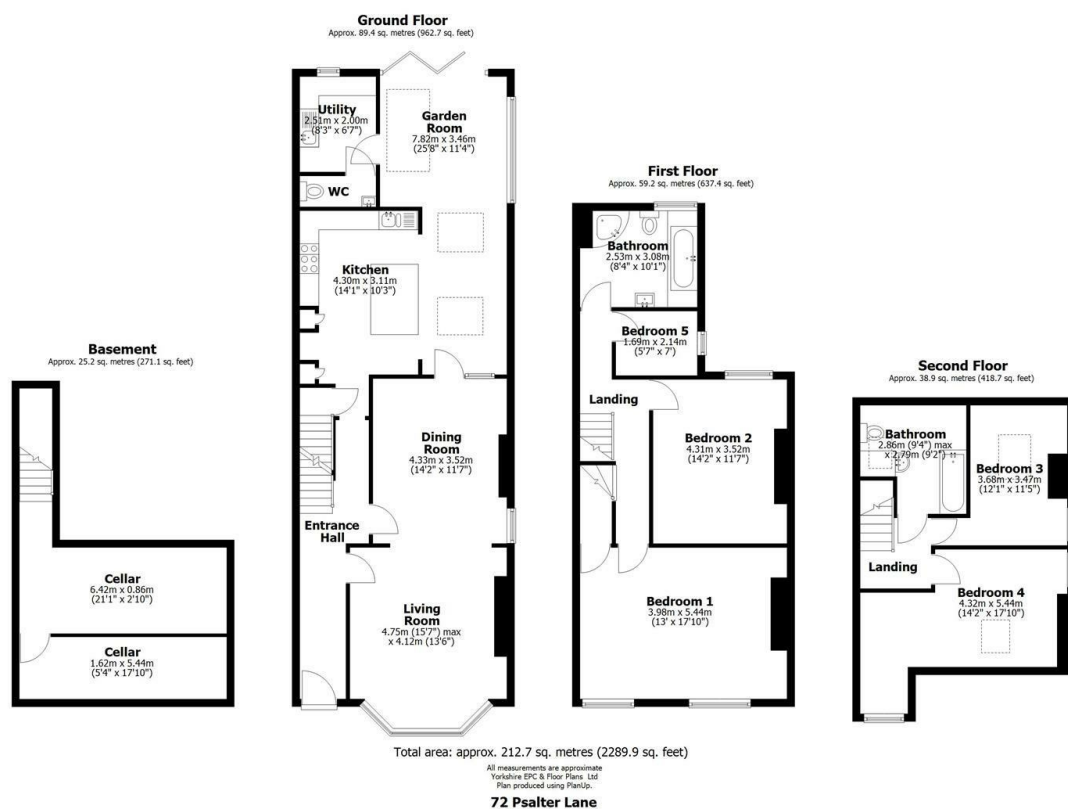 Ground Floor
Approx. 89.4 sq. metres (962.7 sq. feet)
Utility
2.51m x 2.00m
(8'3" x 6'7")
Garden
Room
7.82m x 3.46m
(25'8" x 11'4")
WC
Kitchen
4.30m x 3.11m
(14'1" x 10'3")
Dining
Room
4.33m x 3.52m
(14'2" x 11'7")
Entrance
Hall
Living
Room
4.75m (15'7") max
x 4.12m (13'6")
First Floor
Approx. 59.2 sq. metres (637.4 sq. feet)
Bathroom
2.53m x 3.08m
(8'4" x 10'1")
Bedroom 5
1.69m x 2.14m
(5'7" x 7')
Landing
Bedroom 2
4.31m x 3.52m
(14'2" x 11'7")
Bedroom 1
3.98m x 5.44m
(13' x 17'10")
Basement
Approx. 25.2 sq. metres (271.1 sq. feet)
Cellar
6.42m x 0.86m
(21'1" x 2'10")
Cellar
1.62m x 5.44m
(5'4" x 17'10")
Second Floor
Approx. 38.9 sq. metres (418.7 sq. feet)
Bathroom
2.86m (9'4") max
x 2.79m (9'2")
Bedroom 3
3.68m x 3.47m
(12'1" x 11'5")
Landing
Bedroom 4
4.32m x 5.44m
(14'2" x 17'10")
Total area: approx. 212.7 sq. metres (2289.9 sq. feet)
All measurements are approximate
Yorkshire EPC & Floor Plans Ltd
Plan produced using PlanUp.
72 Psalter Lane